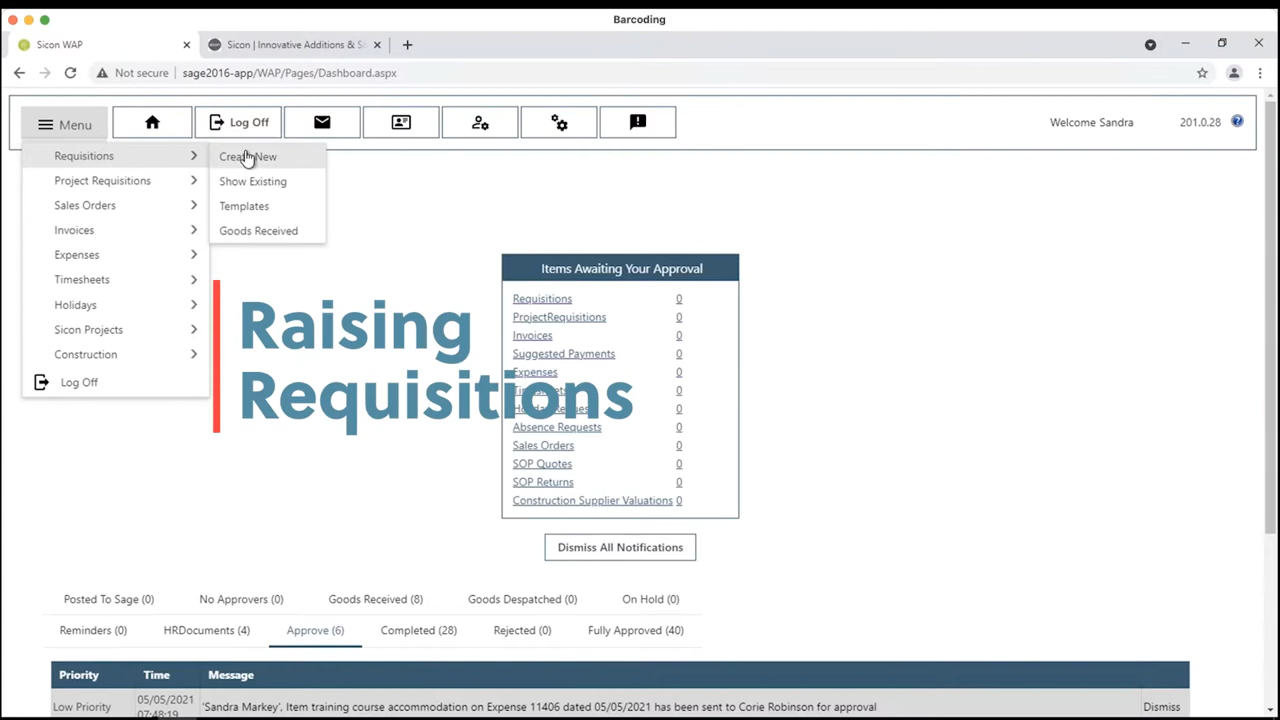 Barcoding
Sicon WAP
Sicon | Innovative Additions & S
Not secure
sage2016-app/WAP/Pages/Dashboard.aspx
Menu
Log Off
Welcome Sandra
201.0.28
Requisitions
Project Requisitions
Sales Orders
Invoices
Expenses
Timesheets
Holidays
Sicon Projects
Construction
Log Off
Create New
Show Existing
Templates
Goods Received
Raising
Requisitions
Items Awaiting Your Approval
Requisitions 0
ProjectRequisitions 0
Invoices 0
Suggested Payments 0
Expenses 0
0
0
Absence Requests 0
Sales Orders 0
SOP Quotes 0
SOP Returns 0
Construction Supplier Valuations 0
Dismiss All Notifications
Posted To Sage (0) No Approvers (0) Goods Received (8) Goods Despatched (0) On Hold (0)
Reminders (0) HRDocuments (4) Approve (6) Completed (28) Rejected (0) Fully Approved (40)
Priority Time Message
Low Priority 05/05/2021 07:48:19 'Sandra Markey', Item training course accommodation on Expense 11406 dated 05/05/2021 has been sent to Corie Robinson for approval Dismiss